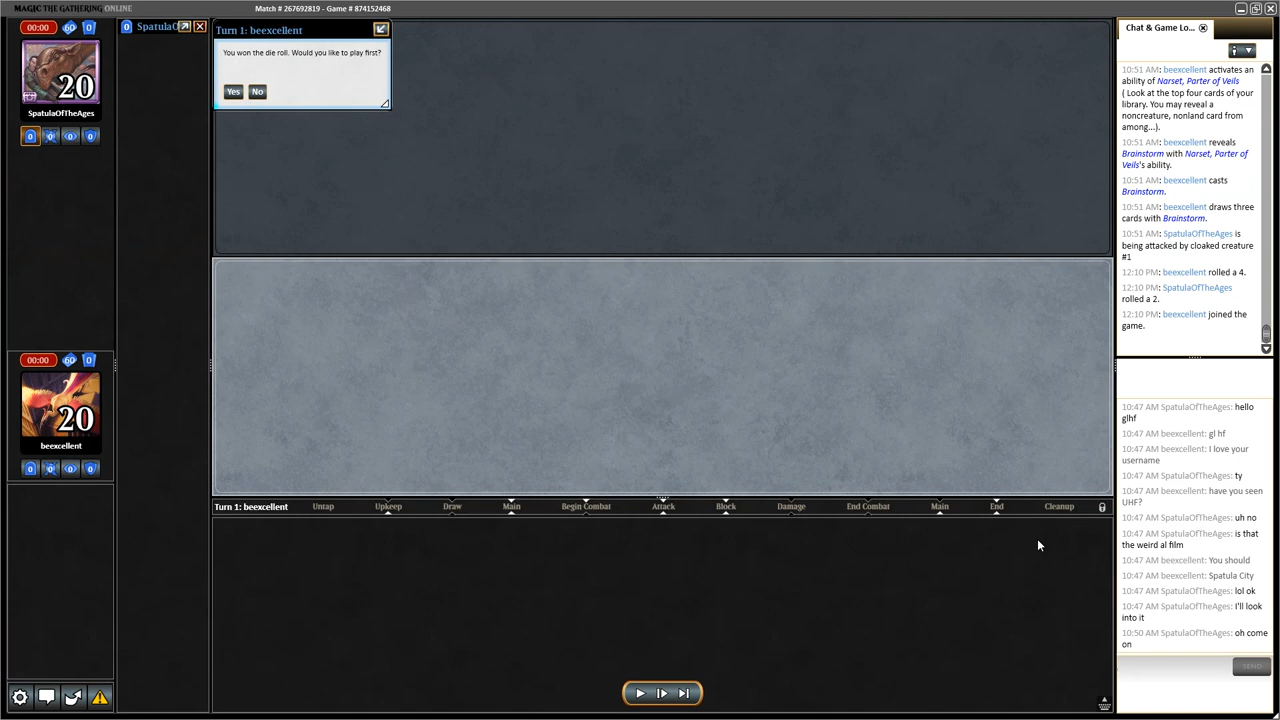 MAGIC THE GATHERING ONLINE
Match # 267692819 - Game # 874152468
00:00 60 0
20
SpatulaOfTheAges
0 0 0 0
0 SpatulaO
Turn 1: beexcellent
You won the die roll. Would you like to play first?
Yes No
00:00 60 0
20
beexcellent
0 0 0 0
Turn 1: beexcellent Untap Upkeep Draw Main Begin Combat Attack Block Damage End Combat Main End Cleanup
Chat & Game Lo...
10:51 AM: beexcellent activates an
ability of Narset, Parter of Veils
( Look at the top four cards of your
library. You may reveal a
noncreature, nonland card from
among...).
10:51 AM: beexcellent reveals
Brainstorm with Narset, Parter of
Veils's ability.
10:51 AM: beexcellent casts
Brainstorm.
10:51 AM: beexcellent draws three
cards with Brainstorm.
10:51 AM: SpatulaOfTheAges is
being attacked by cloaked creature
#1
12:10 PM: beexcellent rolled a 4.
12:10 PM: SpatulaOfTheAges
rolled a 2.
12:10 PM: beexcellent joined the
game.
10:47 AM SpatulaOfTheAges: hello
glhf
10:47 AM beexcellent: gl hf
10:47 AM beexcellent: I love your
username
10:47 AM SpatulaOfTheAges: ty
10:47 AM beexcellent: have you seen
UHF?
10:47 AM SpatulaOfTheAges: uh no
10:47 AM SpatulaOfTheAges: is that
the weird al film
10:47 AM beexcellent: You should
10:47 AM beexcellent: Spatula City
10:47 AM SpatulaOfTheAges: lol ok
10:47 AM SpatulaOfTheAges: I'll look
into it
10:50 AM SpatulaOfTheAges: oh come
on
SEND